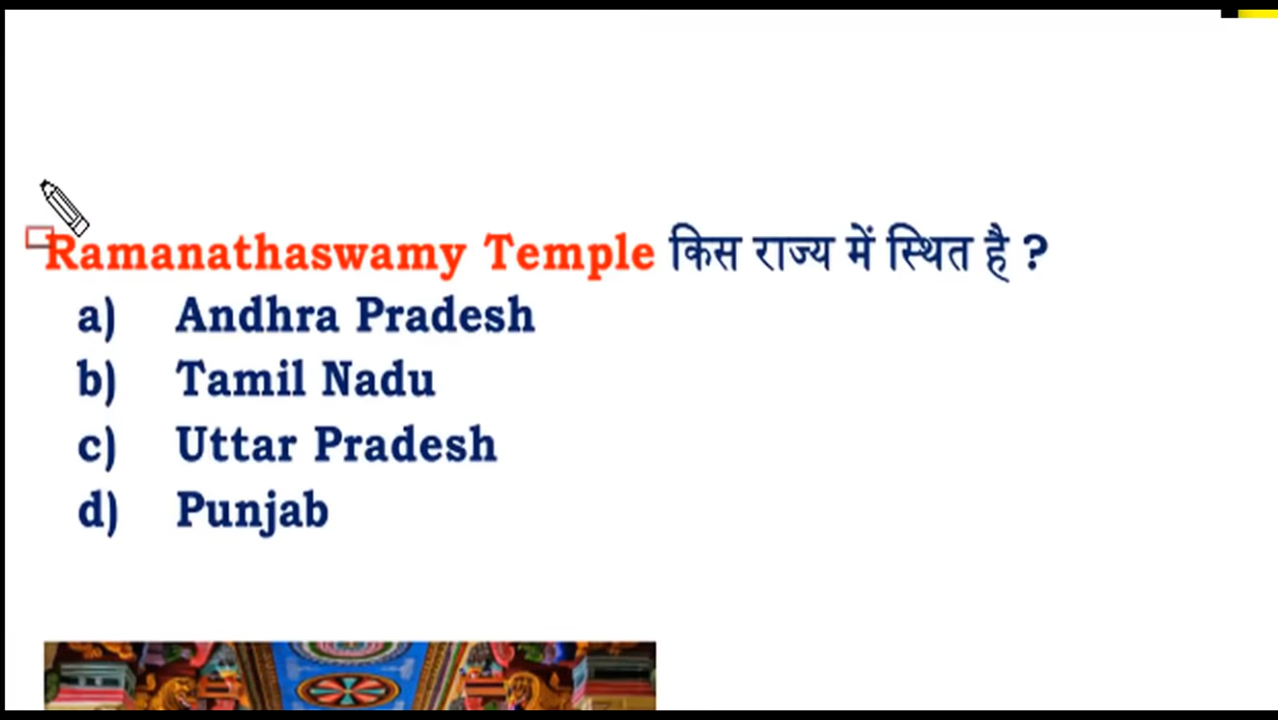 Ramanathaswamy Temple किस राज्य में स्थित है ?
a) Andhra Pradesh
b) Tamil Nadu
c) Uttar Pradesh
d) Punjab